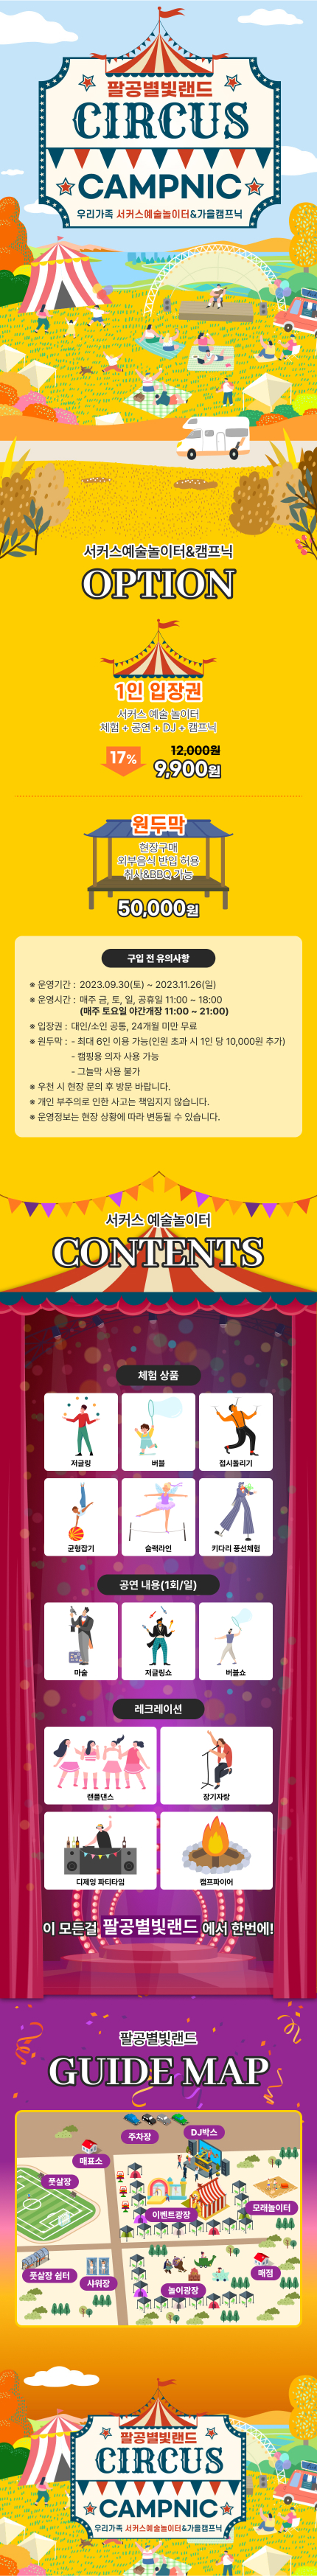 팔공별빛랜드
CIRCUS
CAMPNIC
우리가족 서커스예술놀이터&가을캠프닉
서커스예술놀이터&캠프닉
OPTION
1인 입장권
서커스 예술 놀이터
체험 + 공연 + DJ + 캠프닉
17%
12,000원
9,900원
원두막
현장구매
외부음식 반입 허용
취사&BBQ 가능
50,000원
구입 전 유의사항
※ 운영기간 : 2023.09.30(토) ~ 2023.11.26(일)
※ 운영시간 : 매주 금, 토, 일, 공휴일 11:00 ~ 18:00
(매주 토요일 야간개장 11:00 ~ 21:00)
※ 입장권 : 대인/소인 공통, 24개월 미만 무료
※ 원두막 : - 최대 6인 이용 가능(인원 초과 시 1인 당 10,000원 추가)
- 캠핑용 의자 사용 가능
- 그늘막 사용 불가
※ 우천 시 현장 문의 후 방문 바랍니다.
※ 개인 부주의로 인한 사고는 책임지지 않습니다.
※ 운영정보는 현장 상황에 따라 변동될 수 있습니다.
서커스 예술놀이터
CONTENTS
체험 상품
저글링
버블
접시돌리기
균형잡기
슬랙라인
키다리 풍선체험
공연 내용(1회/일)
마술
저글링쇼
버블쇼
레크레이션
랜플댄스
장기자랑
디제잉 파티타임
캠프파이어
이 모든걸 팔공별빛랜드 에서 한번에!
팔공별빛랜드
GUIDE MAP
주차장
DJ박스
매표소
풋살장
모래놀이터
이벤트광장
풋살장 쉼터
샤워장
매점
놀이광장
팔공별빛랜드
CIRCUS
CAMPNIC
우리가족 서커스예술놀이터&가을캠프닉